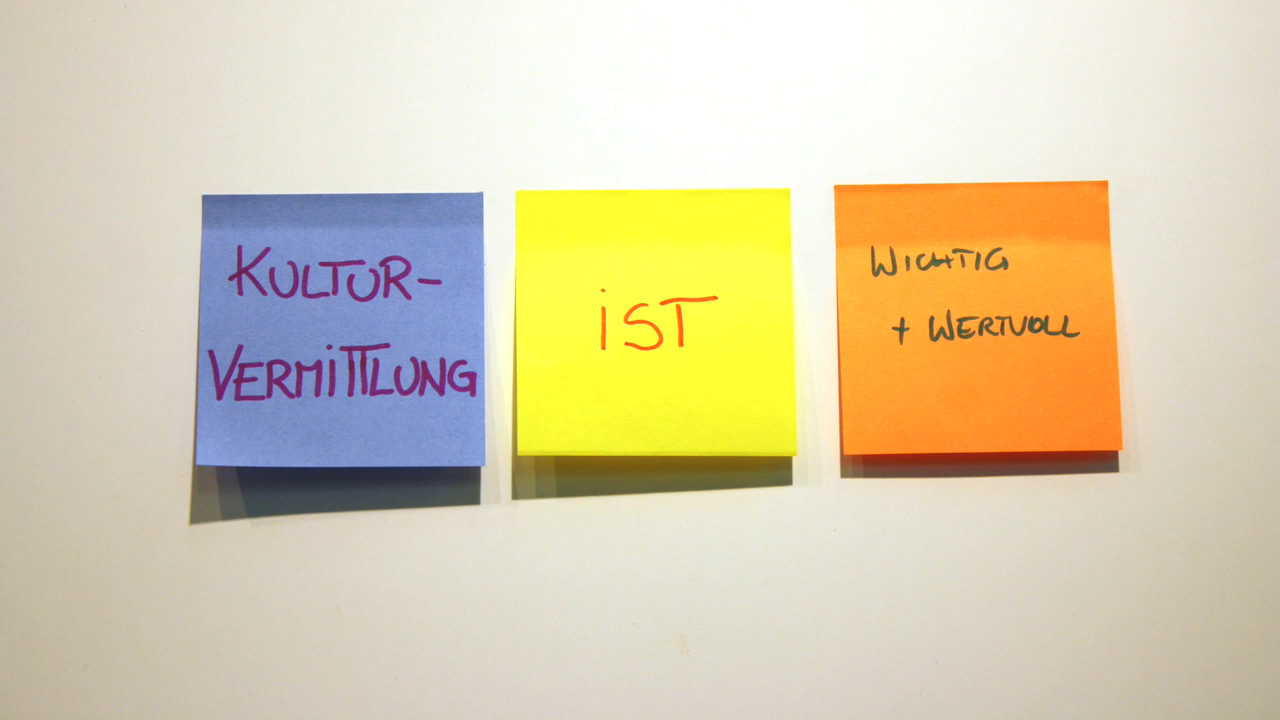 KULTUR-
VERMiTTLUNG
iST
WICHTIG
+ WERTVOLL